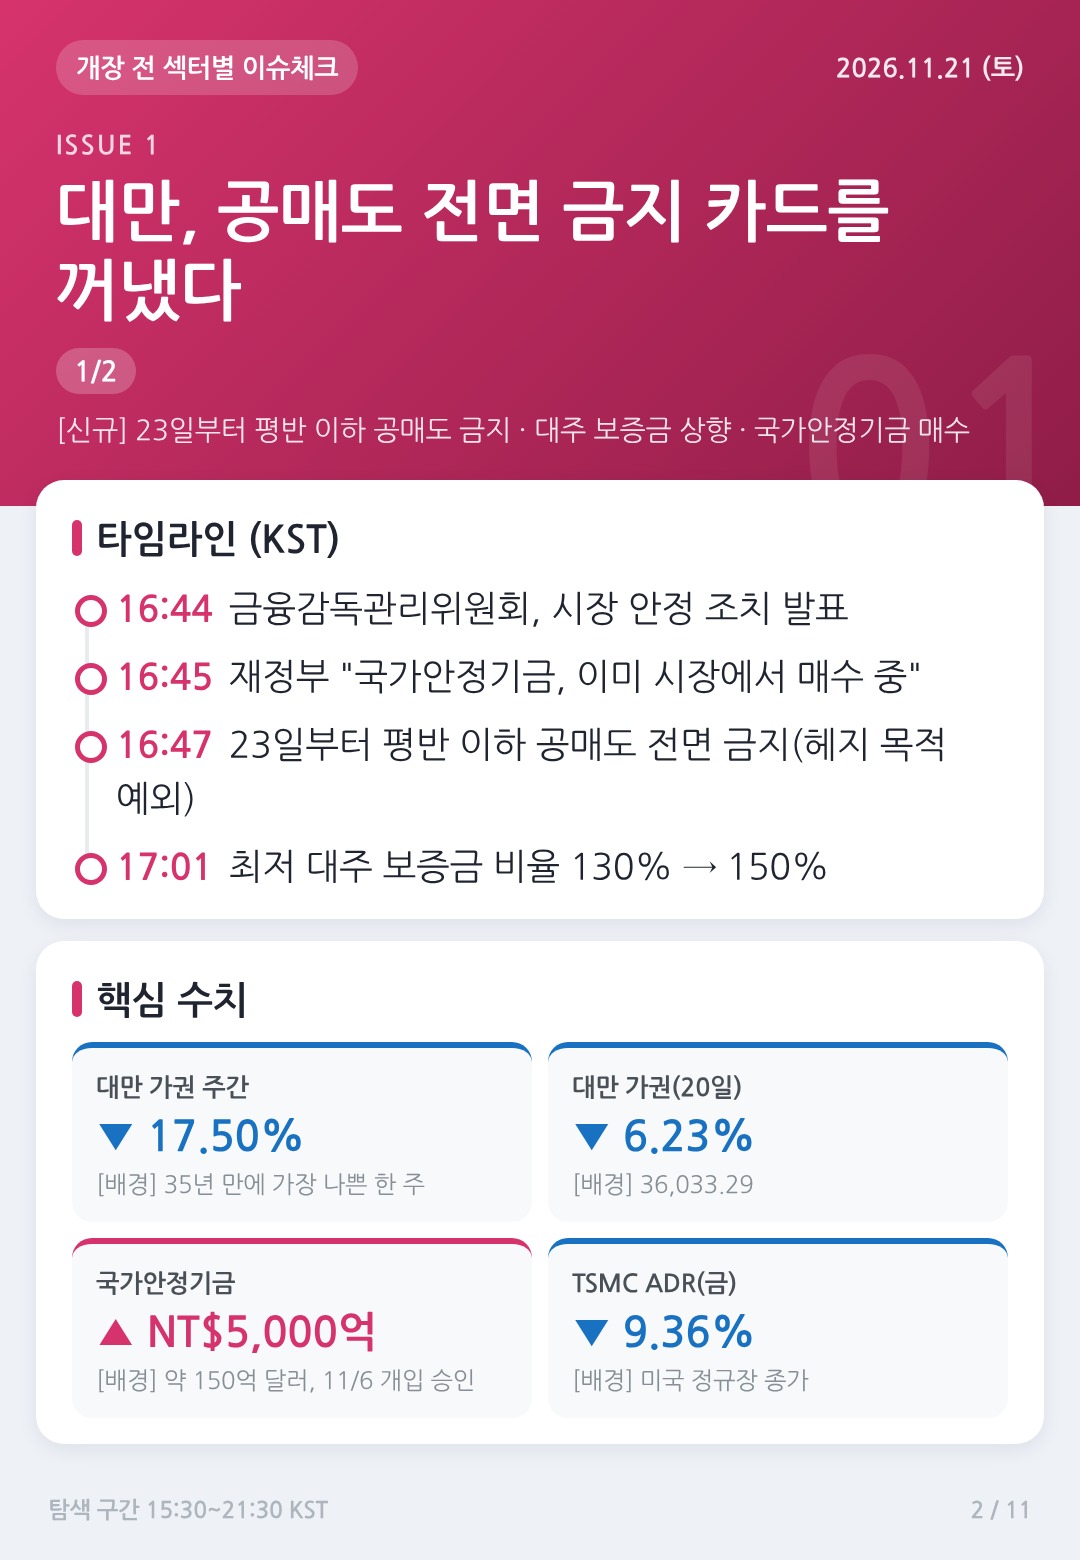 개장 전 섹터별 이슈체크
2026.11.21 (토)
ISSUE 1
대만, 공매도 전면 금지 카드를
꺼냈다
1/2
[신규] 23일부터 평반 이하 공매도 금지 · 대주 보증금 상향 · 국가안정기금 매수
01
타임라인 (KST)
16:44 금융감독관리위원회, 시장 안정 조치 발표
16:45 재정부 "국가안정기금, 이미 시장에서 매수 중"
16:47 23일부터 평반 이하 공매도 전면 금지(헤지 목적
예외)
17:01 최저 대주 보증금 비율 130% → 150%
핵심 수치
대만 가권 주간
▼ 17.50%
[배경] 35년 만에 가장 나쁜 한 주
대만 가권(20일)
▼ 6.23%
[배경] 36,033.29
국가안정기금
▲ NT$5,000억
[배경] 약 150억 달러, 11/6 개입 승인
TSMC ADR(금)
▼ 9.36%
[배경] 미국 정규장 종가
탐색 구간 15:30~21:30 KST
2 / 11